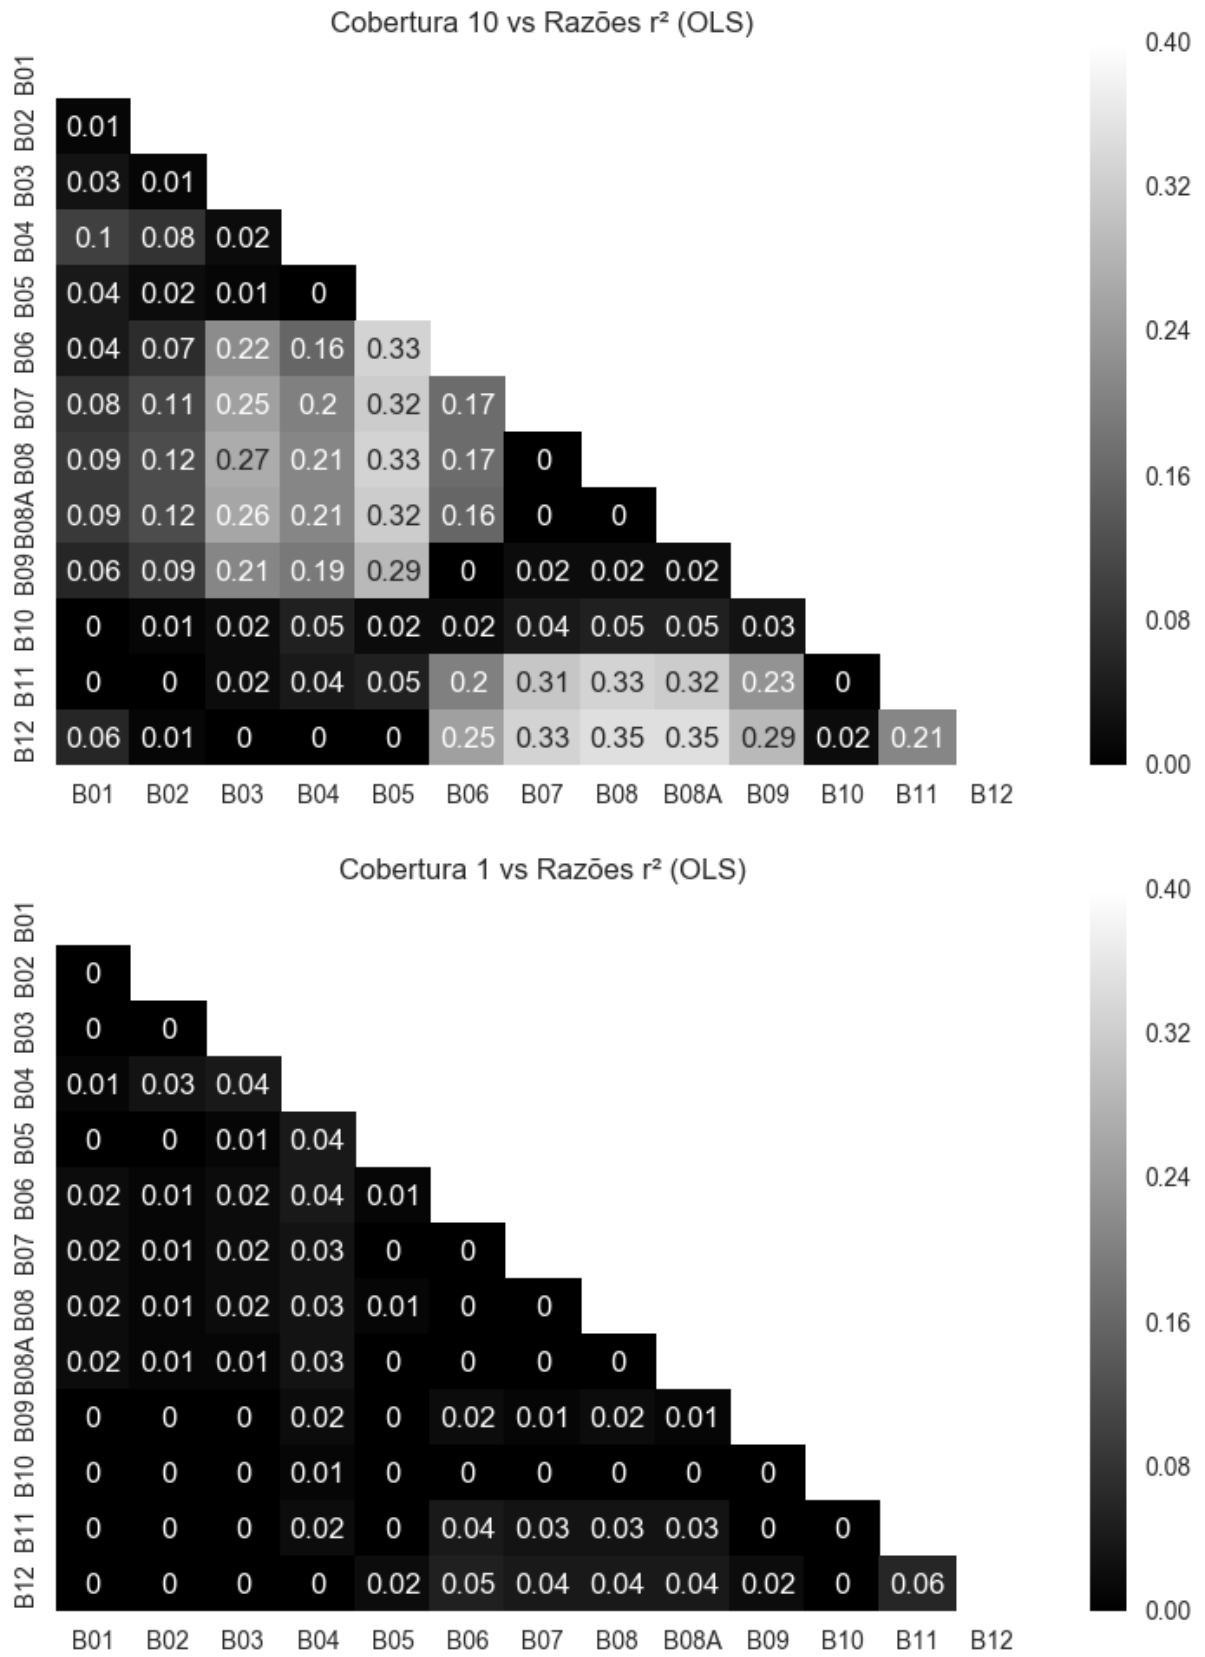 Cobertura 10 vs Razões r² (OLS)
0.40
B01
B02 0.01
B03 0.03 0.01
0.32
B04 0.1 0.08 0.02
B05 0.04 0.02 0.01 0
0.24
B06 0.04 0.07 0.22 0.16 0.33
B07 0.08 0.11 0.25 0.2 0.32 0.17
B08 0.09 0.12 0.27 0.21 0.33 0.17 0
0.16
B08A 0.09 0.12 0.26 0.21 0.32 0.16 0 0
B09 0.06 0.09 0.21 0.19 0.29 0 0.02 0.02 0.02
0.08
B10 0 0.01 0.02 0.05 0.02 0.02 0.04 0.05 0.05 0.03
B11 0 0 0.02 0.04 0.05 0.2 0.31 0.33 0.32 0.23 0
B12 0.06 0.01 0 0 0 0.25 0.33 0.35 0.35 0.29 0.02 0.21
0.00
B01 B02 B03 B04 B05 B06 B07 B08 B08A B09 B10 B11 B12
Cobertura 1 vs Razões r² (OLS)
0.40
B01
B02 0
B03 0 0
0.32
B04 0.01 0.03 0.04
B05 0 0 0.01 0.04
0.24
B06 0.02 0.01 0.02 0.04 0.01
B07 0.02 0.01 0.02 0.03 0 0
B08 0.02 0.01 0.02 0.03 0.01 0 0
0.16
B08A 0.02 0.01 0.01 0.03 0 0 0 0
B09 0 0 0 0.02 0 0.02 0.01 0.02 0.01
0.08
B10 0 0 0 0.01 0 0 0 0 0 0
B11 0 0 0 0.02 0 0.04 0.03 0.03 0.03 0 0
B12 0 0 0 0 0.02 0.05 0.04 0.04 0.04 0.02 0 0.06
0.00
B01 B02 B03 B04 B05 B06 B07 B08 B08A B09 B10 B11 B12